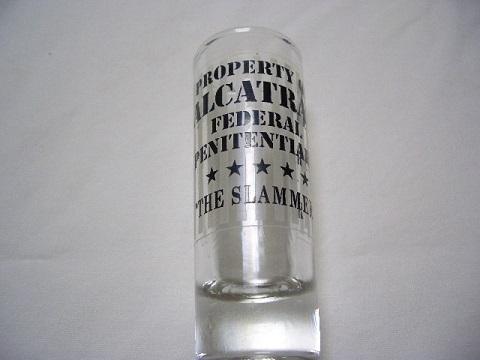 PROPERTY
ALCATRA
FEDERAL
PENITENTIA
"THE SLAMMER